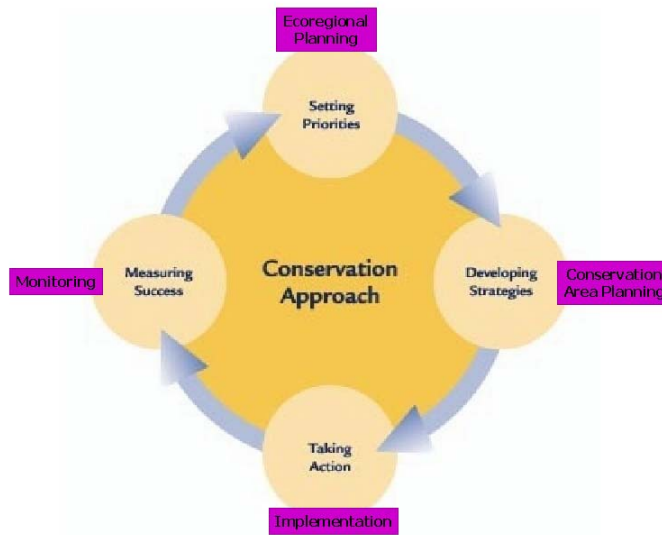 Ecoregional
Planning
Setting
Priorities
Monitoring
Measuring
Success
Conservation
Approach
Developing
Strategies
Conservation
Area Planning
Taking
Action
Implementation